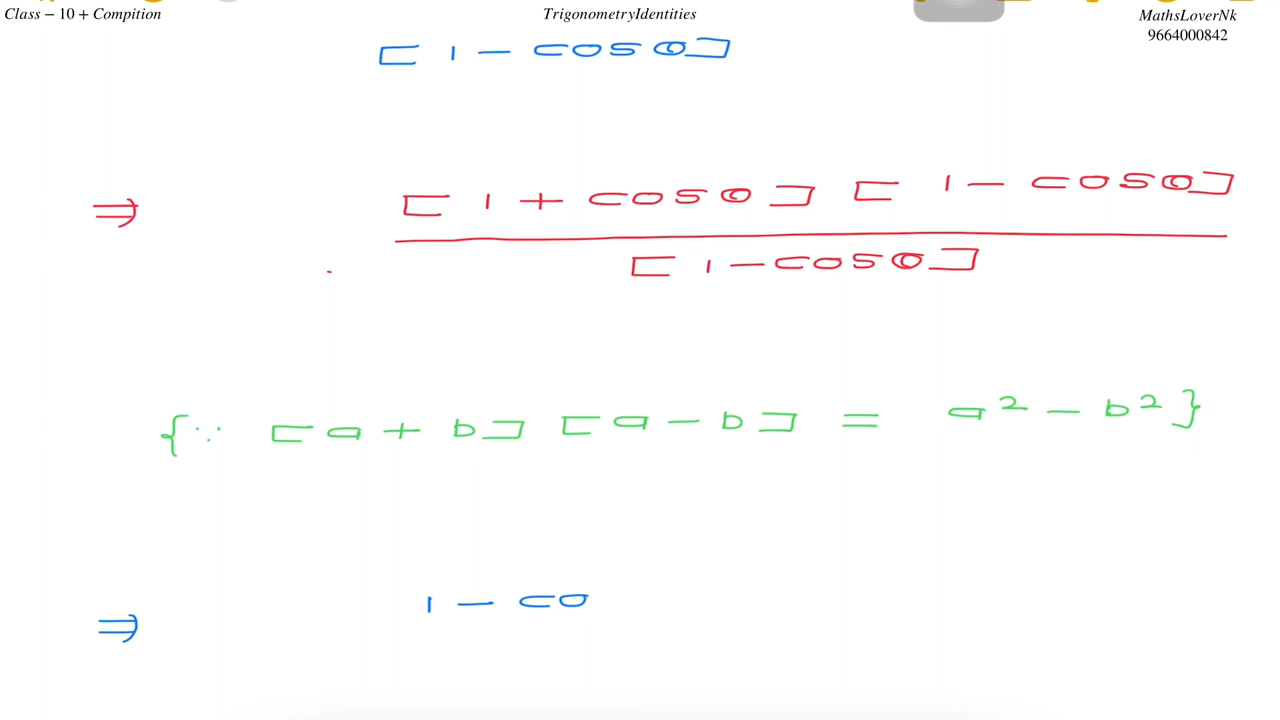 Class – 10 + Compition
TrigonometryIdentities
MathsLoverNk
9664000842
[ 1 - cosθ]
⇒ [ 1 + cosθ ] [ 1 - cosθ]
[ 1 - cosθ ]
{∵ [a + b] [a - b] = a² - b²}
⇒ 1 - co